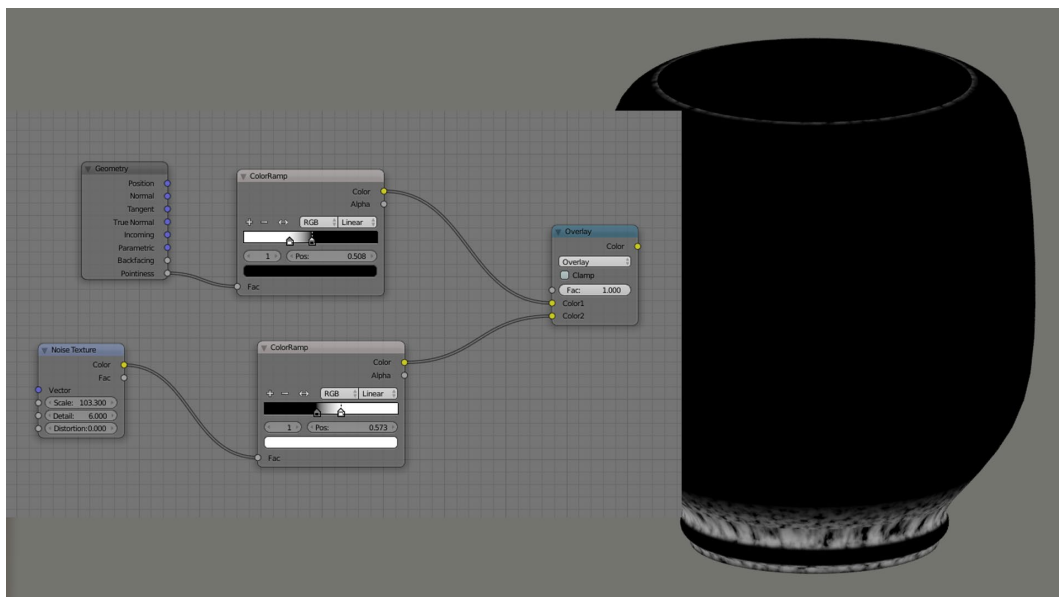 Geometry
Position
Normal
Tangent
True Normal
Incoming
Parametric
Backfacing
Pointiness
ColorRamp
Color
Alpha
RGB Linear
1 Pos: 0.508
Fac
Noise Texture
Color
Fac
Vector
Scale: 103.300
Detail: 6.000
Distortion:0.000
ColorRamp
Color
Alpha
RGB Linear
1 Pos: 0.573
Fac
Overlay
Color
Overlay
Clamp
Fac: 1.000
Color1
Color2